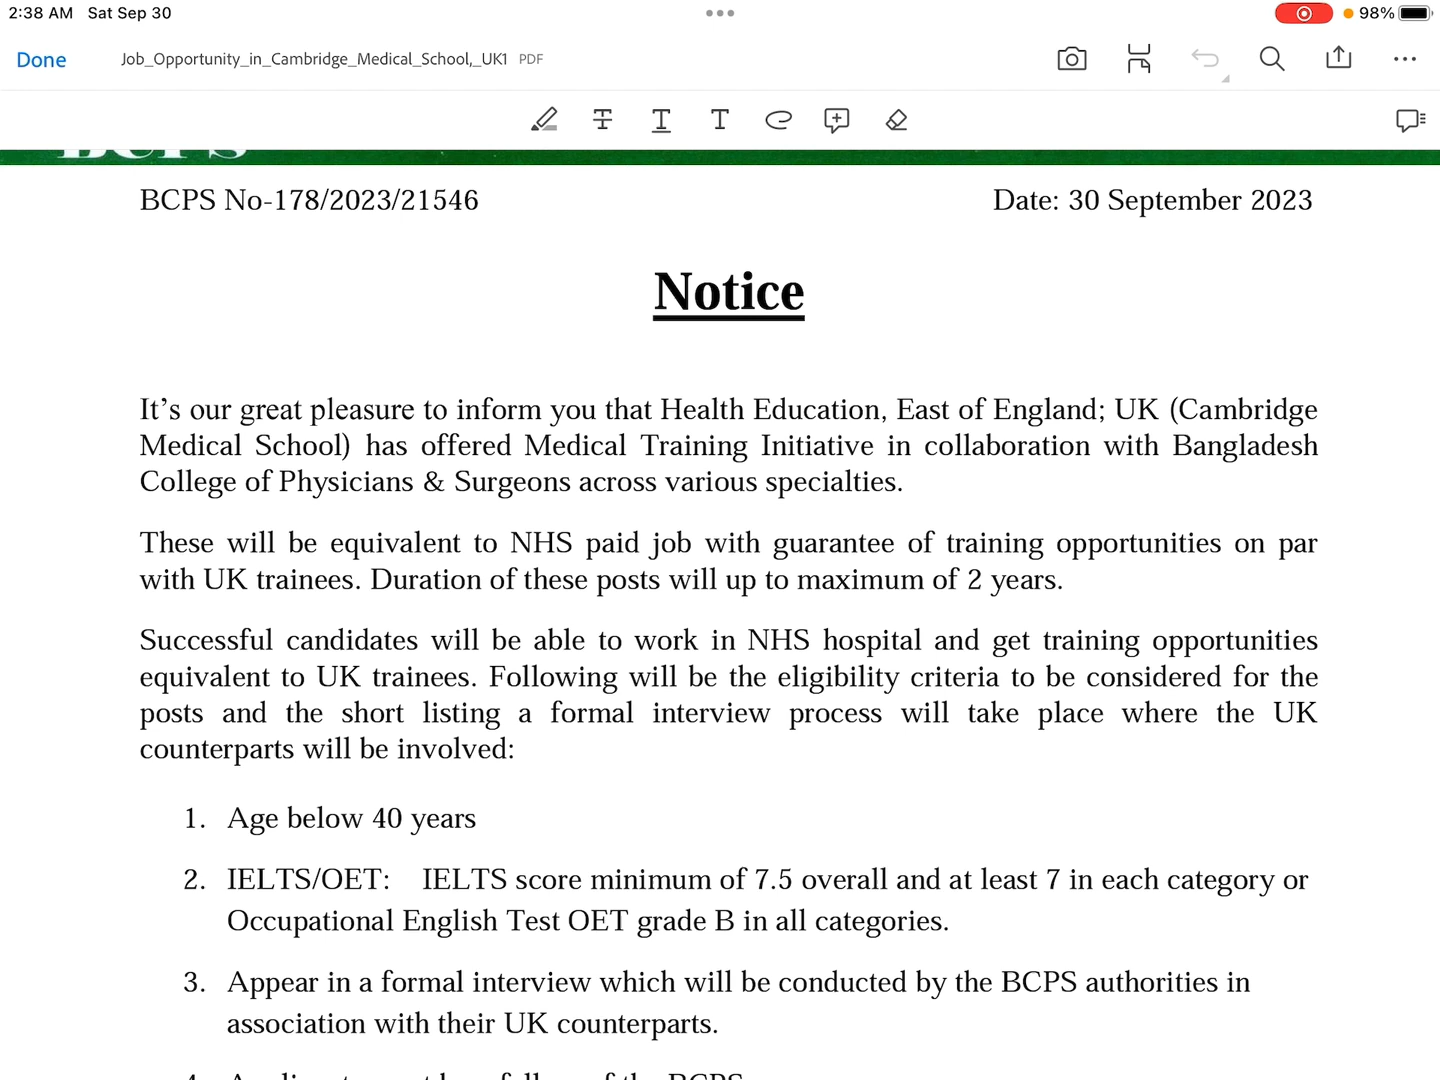 2:38 AM Sat Sep 30
98%
Done Job_Opportunity_in_Cambridge_Medical_School,_UK1 PDF
BCPS
BCPS No-178/2023/21546 Date: 30 September 2023
Notice
It’s our great pleasure to inform you that Health Education, East of England; UK (Cambridge
Medical School) has offered Medical Training Initiative in collaboration with Bangladesh
College of Physicians & Surgeons across various specialties.
These will be equivalent to NHS paid job with guarantee of training opportunities on par
with UK trainees. Duration of these posts will up to maximum of 2 years.
Successful candidates will be able to work in NHS hospital and get training opportunities
equivalent to UK trainees. Following will be the eligibility criteria to be considered for the
posts and the short listing a formal interview process will take place where the UK
counterparts will be involved:
1. Age below 40 years
2. IELTS/OET: IELTS score minimum of 7.5 overall and at least 7 in each category or
Occupational English Test OET grade B in all categories.
3. Appear in a formal interview which will be conducted by the BCPS authorities in
association with their UK counterparts.